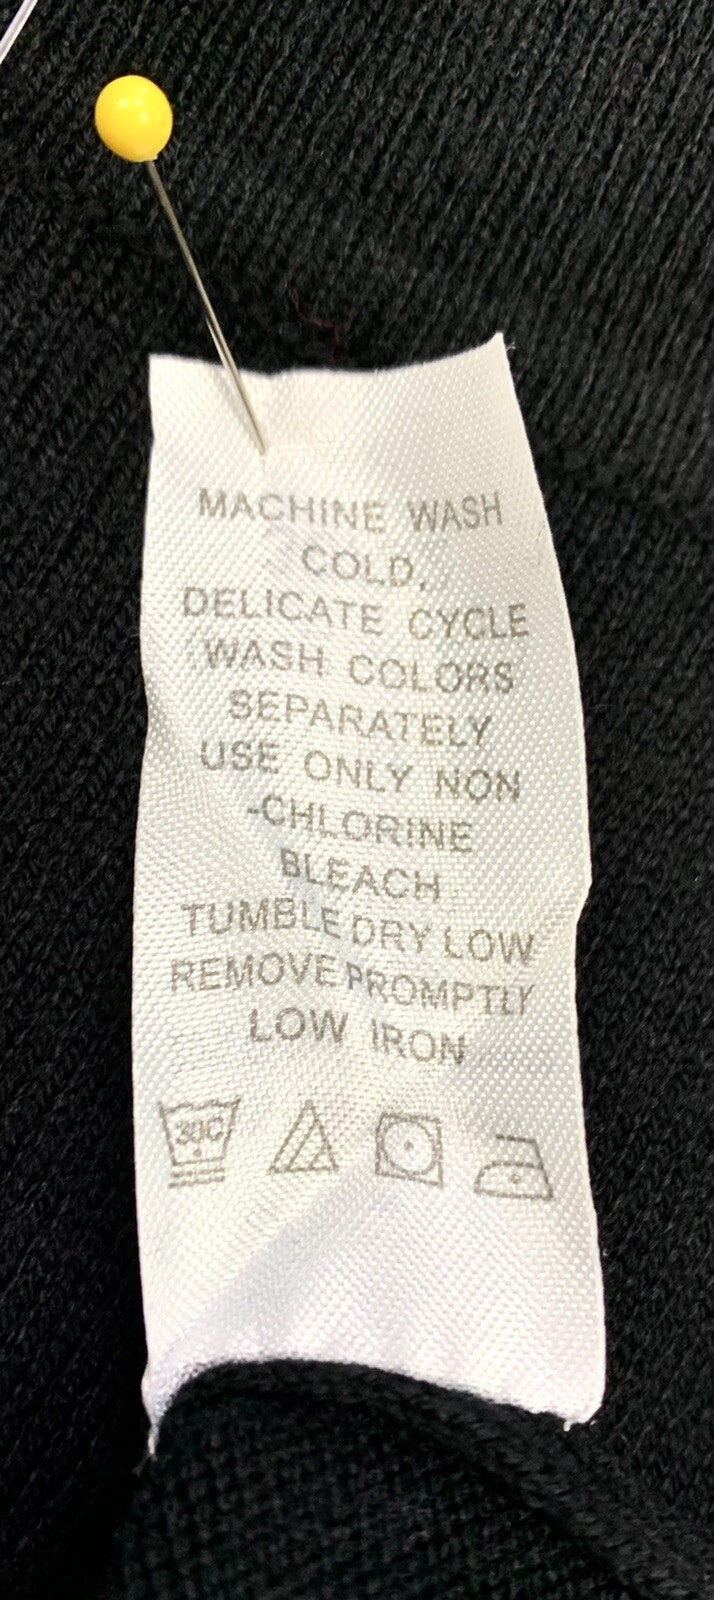 MACHINE WASH
COLD,
DELICATE CYCLE
WASH COLORS
SEPARATELY
USE ONLY NON
-CHLORINE
BLEACH
TUMBLE DRY LOW
REMOVE PROMPTLY
LOW IRON
30C